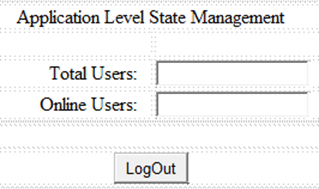 Application Level State Management
Total Users:
Online Users:
LogOut